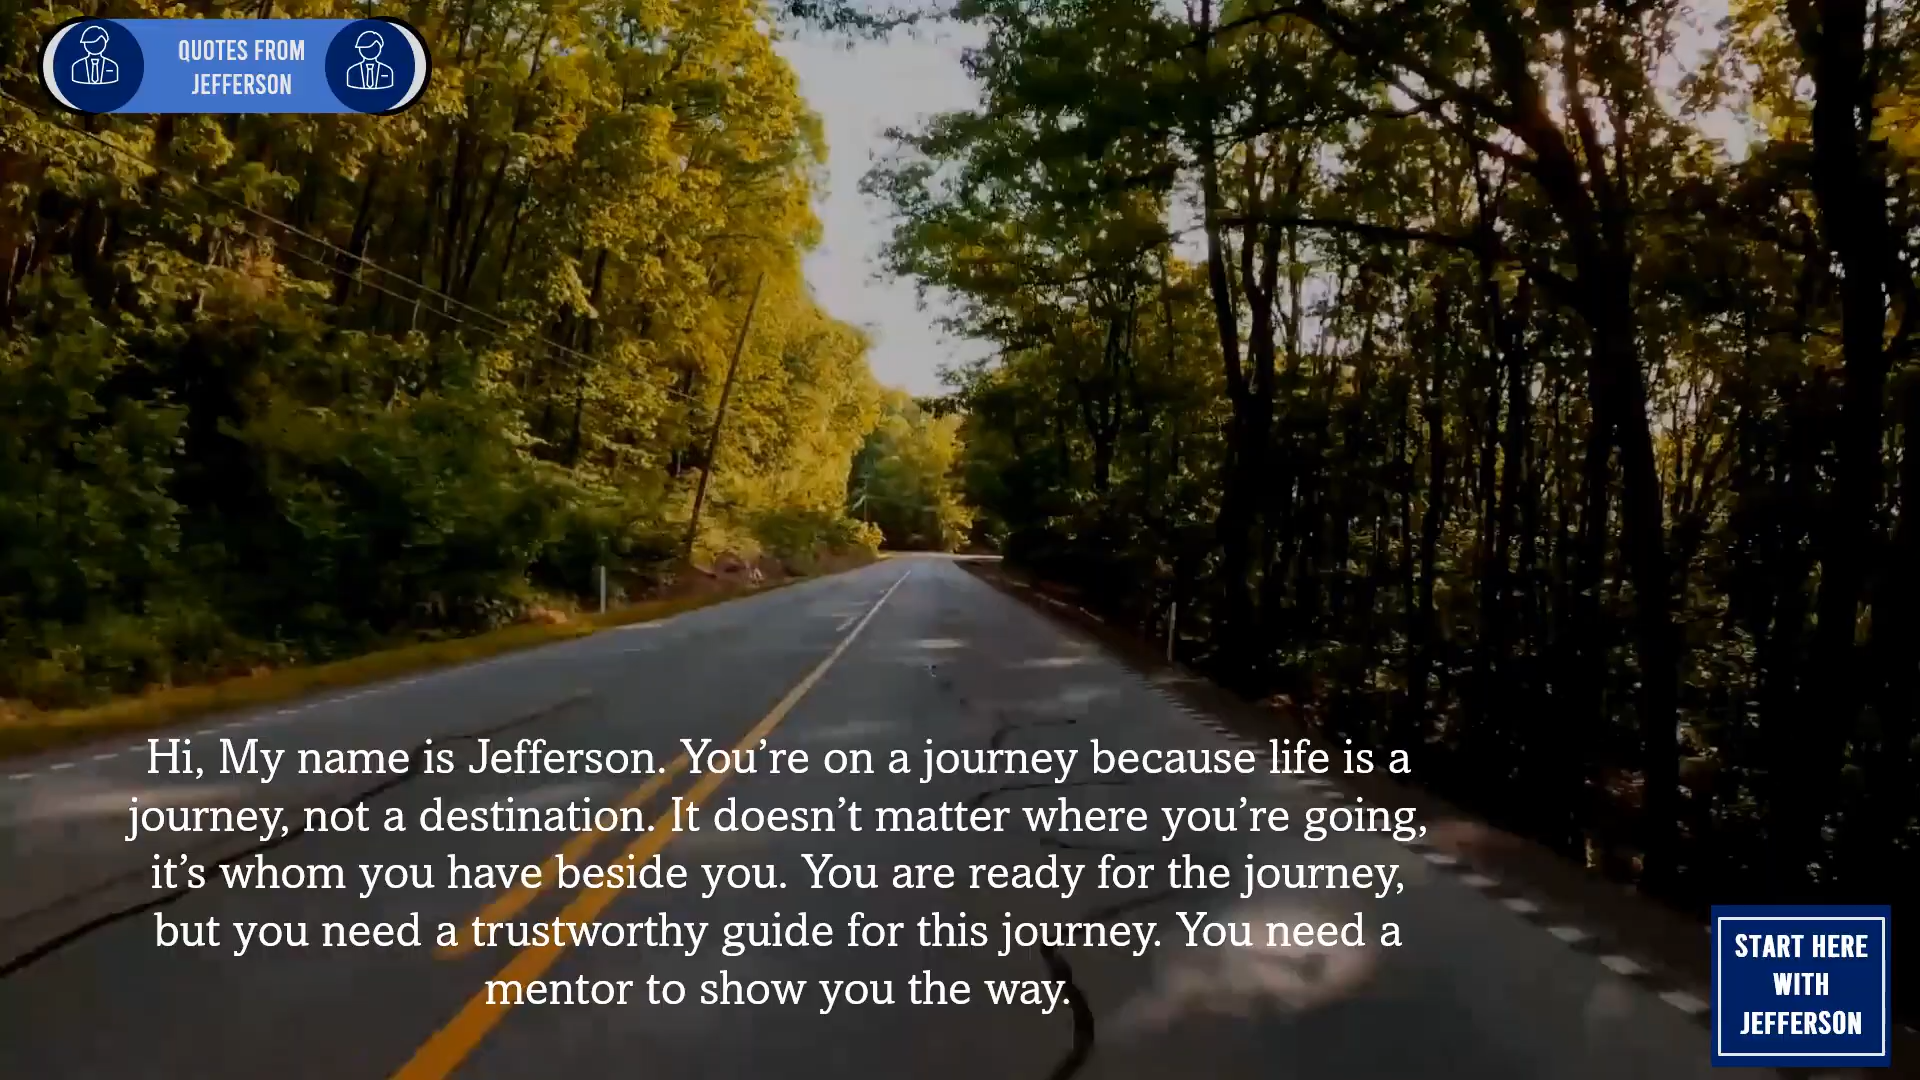 QUOTES FROM
JEFFERSON
Hi, My name is Jefferson. You’re on a journey because life is a
journey, not a destination. It doesn’t matter where you’re going,
it’s whom you have beside you. You are ready for the journey,
but you need a trustworthy guide for this journey. You need a
mentor to show you the way.
START HERE
WITH
JEFFERSON